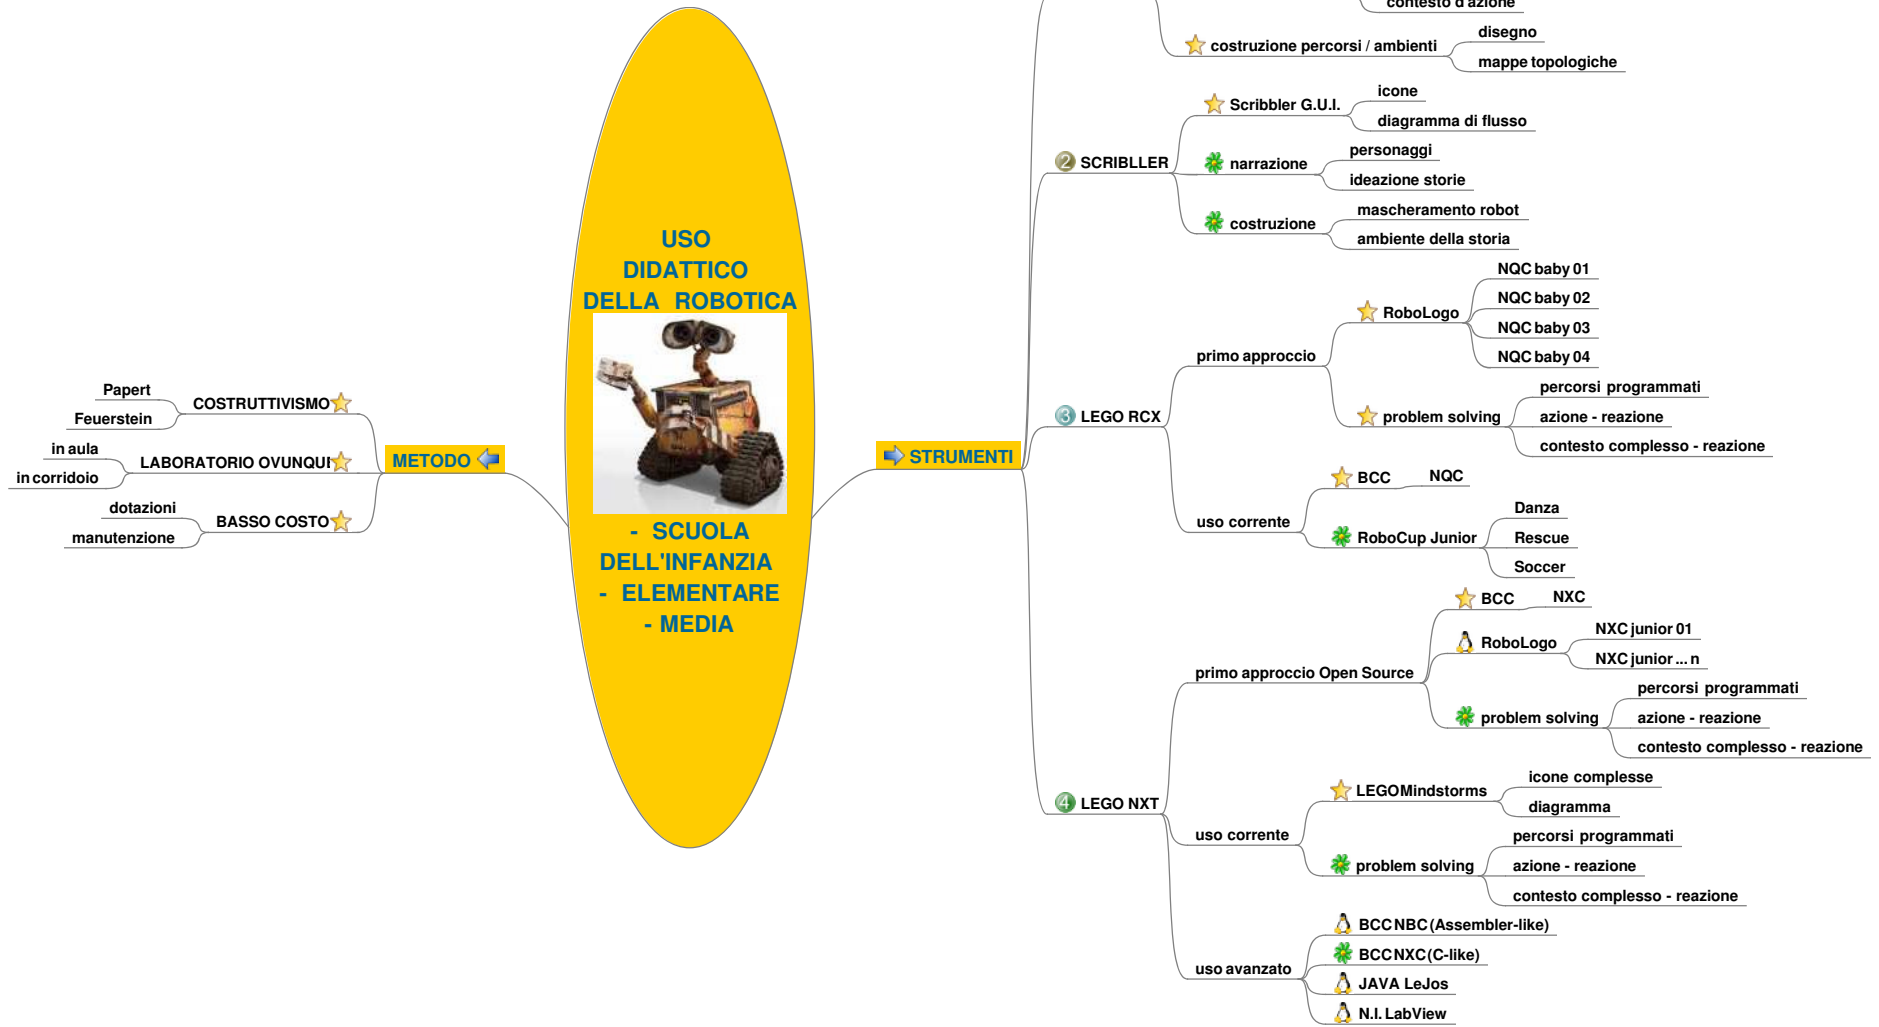 USO
DIDATTICO
DELLA ROBOTICA
- SCUOLA
DELL'INFANZIA
- ELEMENTARE
- MEDIA
METODO
COSTRUTTIVISMO
Papert
Feuerstein
LABORATORIO OVUNQU
in aula
in corridoio
BASSO COSTO
dotazioni
manutenzione
STRUMENTI
contesto d'azione
costruzione percorsi / ambienti
disegno
mappe topologiche
2 SCRIBLLER
Scribbler G.U.I.
icone
diagramma di flusso
narrazione
personaggi
ideazione storie
costruzione
mascheramento robot
ambiente della storia
3 LEGO RCX
primo approccio
RoboLogo
NQC baby 01
NQC baby 02
NQC baby 03
NQC baby 04
problem solving
percorsi programmati
azione - reazione
contesto complesso - reazione
uso corrente
BCC
NQC
RoboCup Junior
Danza
Rescue
Soccer
4 LEGO NXT
primo approccio Open Source
BCC
NXC
RoboLogo
NXC junior 01
NXC junior ... n
problem solving
percorsi programmati
azione - reazione
contesto complesso - reazione
uso corrente
LEGO Mindstorms
icone complesse
diagramma
problem solving
percorsi programmati
azione - reazione
contesto complesso - reazione
uso avanzato
BCC NBC (Assembler-like)
BCC NXC (C-like)
JAVA LeJos
N.I. LabView